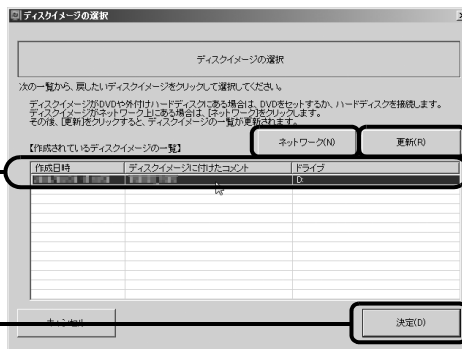 ディスクイメージの選択
ディスクイメージの選択
次の一覧から、戻したいディスクイメージをクリックして選択してください。
ディスクイメージがDVDや外付けハードディスクにある場合は、DVDをセットするか、ハードディスクを接続します。
ディスクイメージがネットワーク上にある場合は、[ネットワーク]をクリックします。
その後、[更新]をクリックすると、ディスクイメージの一覧が更新されます。
ネットワーク(N)
更新(R)
【作成されているディスクイメージの一覧】
作成日時
ディスクイメージに付けたコメント
ドライブ
D:
キャンセル
決定(D)